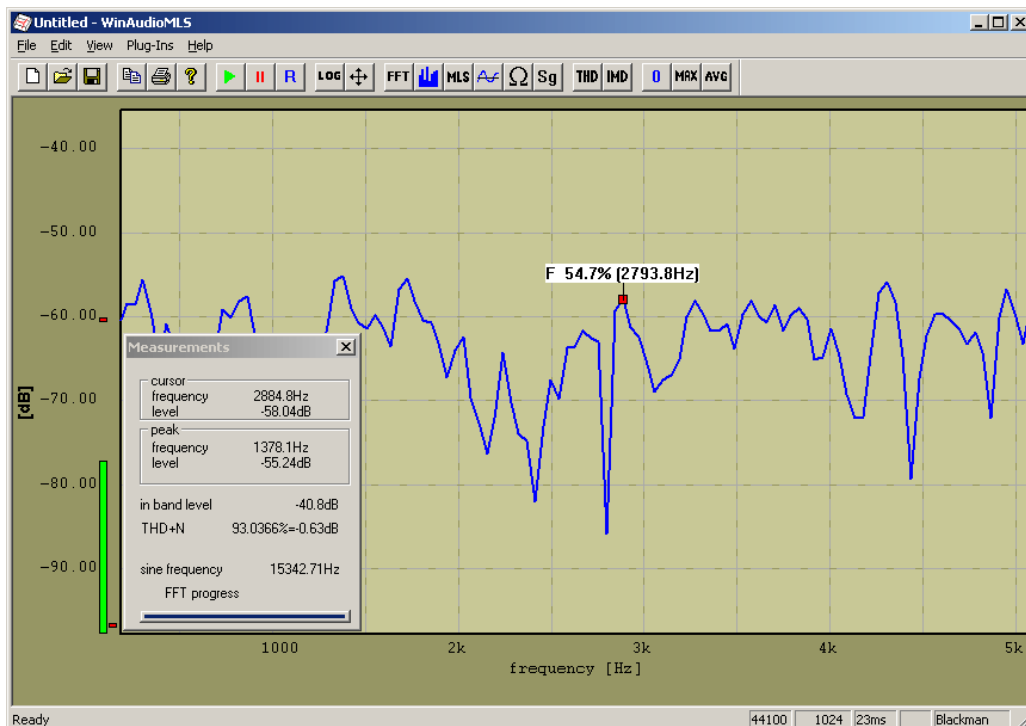 Untitled - WinAudioMLS
File Edit View Plug-Ins Help
R LOG FFT MLS Ω Sg THD IMD 0 MAX AVG
-40.00
-50.00
F 54.7% (2793.8Hz)
-60.00
Measurements
cursor
frequency 2884.8Hz
level -58.04dB
peak
frequency 1378.1Hz
level -55.24dB
in band level -40.8dB
THD+N 93.0366%=-0.63dB
sine frequency 15342.71Hz
FFT progress
[dB]
-70.00
-80.00
-90.00
1000 2k 3k 4k 5k
frequency [Hz]
Ready 44100 1024 23ms Blackman